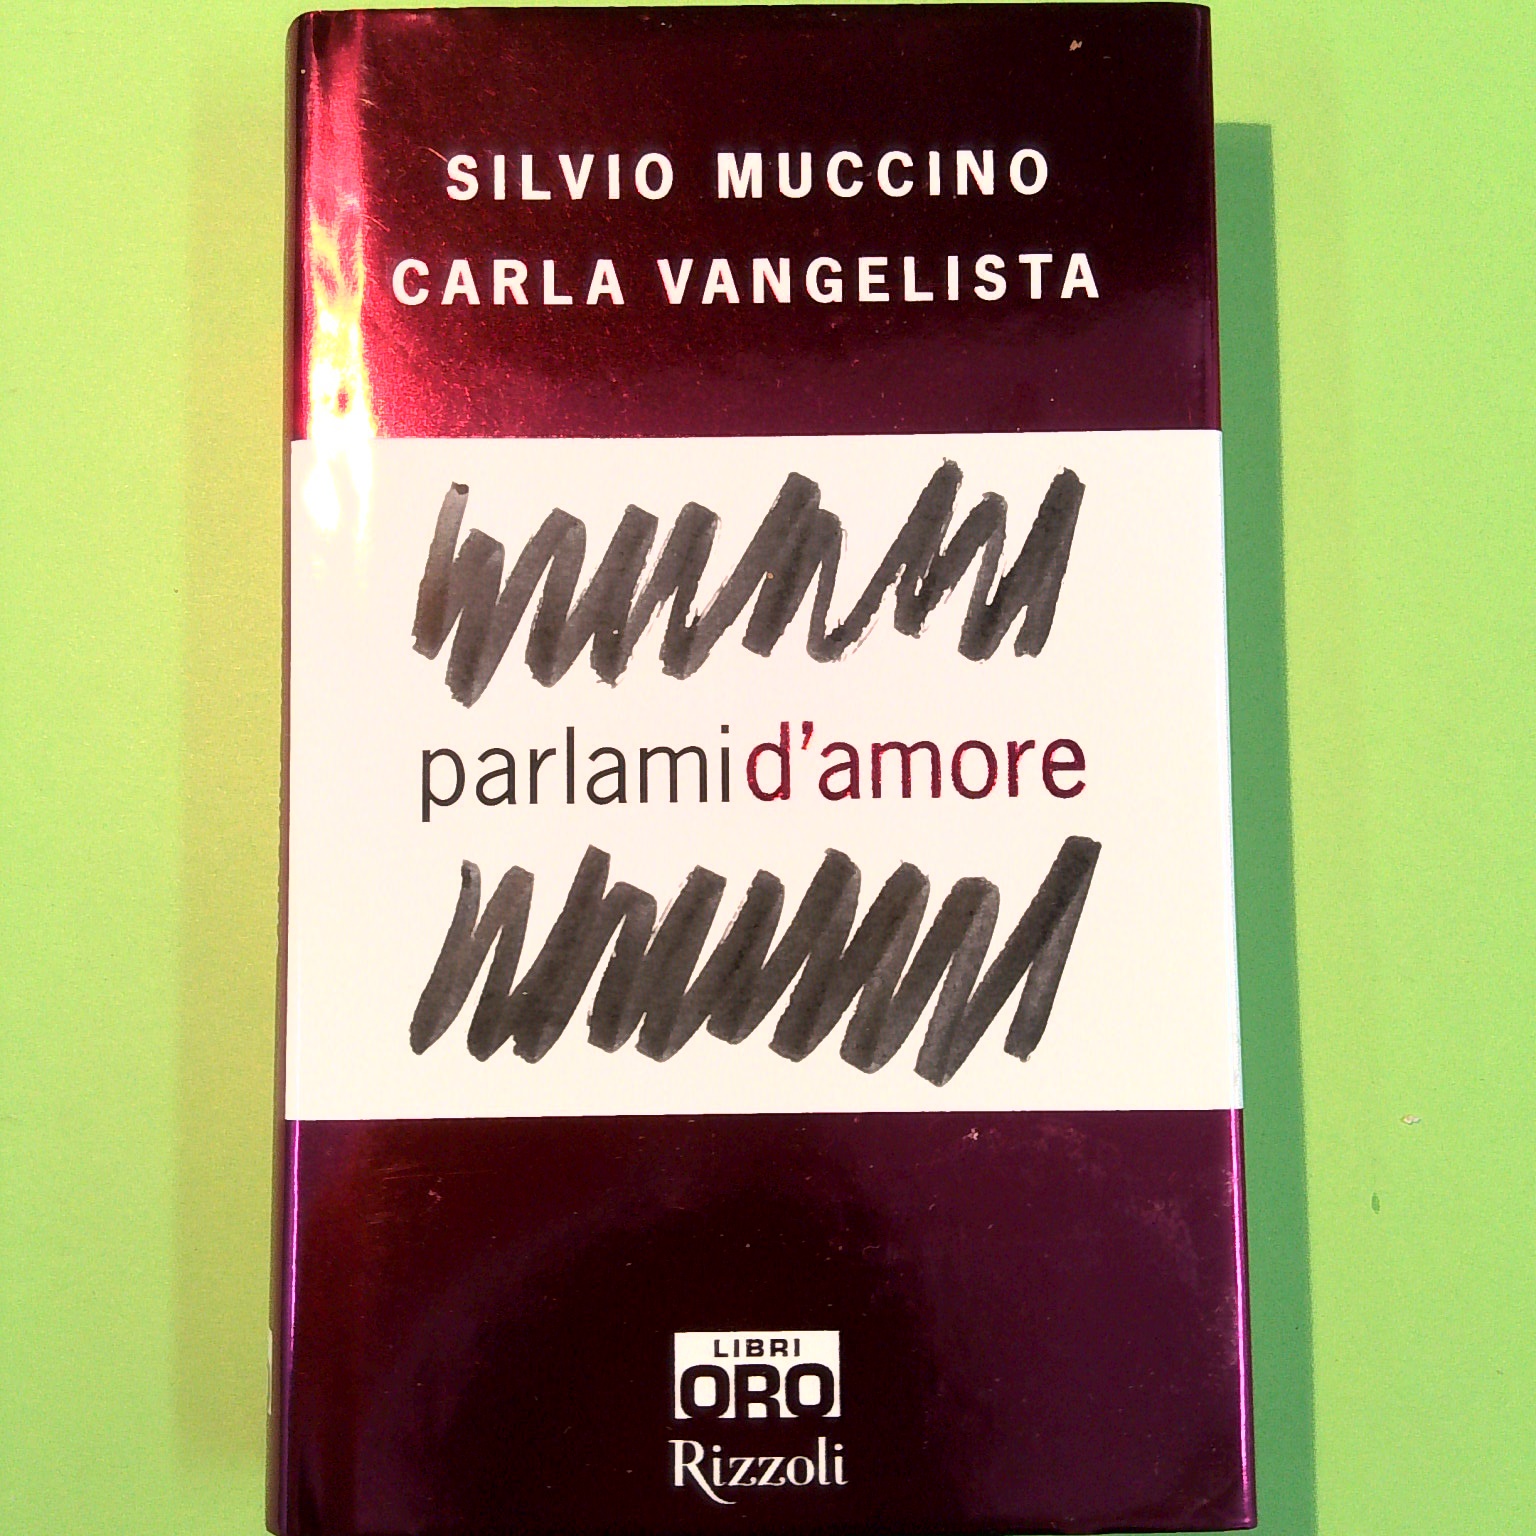 SILVIO MUCCINO
CARLA VANGELISTA
parlami d'amore
LIBRI
ORO
Rizzoli